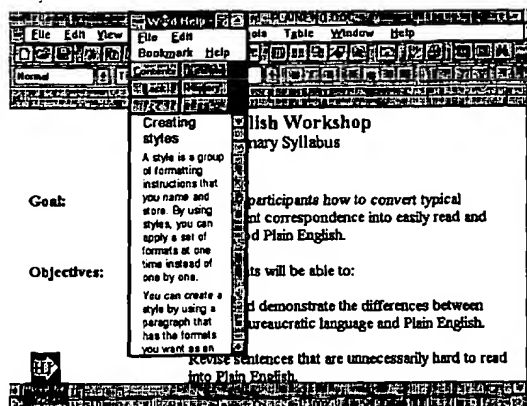 Word Help
File Edit View
ols Table Window Help
File Edit
Bookmark Help
Normal
Contents
Creating
styles
A style is a group
of formatting
instructions that
you name and
store. By using
styles, you can
apply a set of
formats at one
time instead of
one by one.
You can create a
style by using a
paragraph that
has the formats
you want as an
lish Workshop
nary Syllabus
Goal:
participants how to convert typical
nt correspondence into easily read and
d Plain English.
Objectives:
ts will be able to:
d demonstrate the differences between
ureaucratic language and Plain English.
Revise sentences that are unnecessarily hard to read
into Plain English.